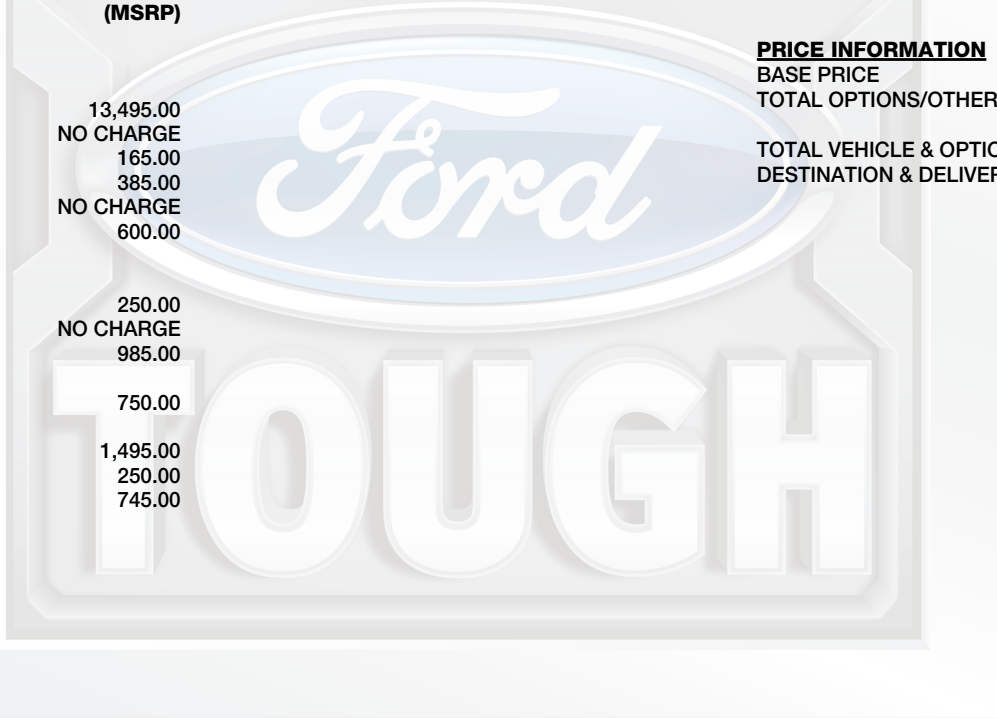 (MSRP)
13,495.00
NO CHARGE
165.00
385.00
NO CHARGE
600.00
250.00
NO CHARGE
985.00
750.00
1,495.00
250.00
745.00
PRICE INFORMATION
BASE PRICE
TOTAL OPTIONS/OTHER
TOTAL VEHICLE & OPTIO
DESTINATION & DELIVER
Ford
TOUGH